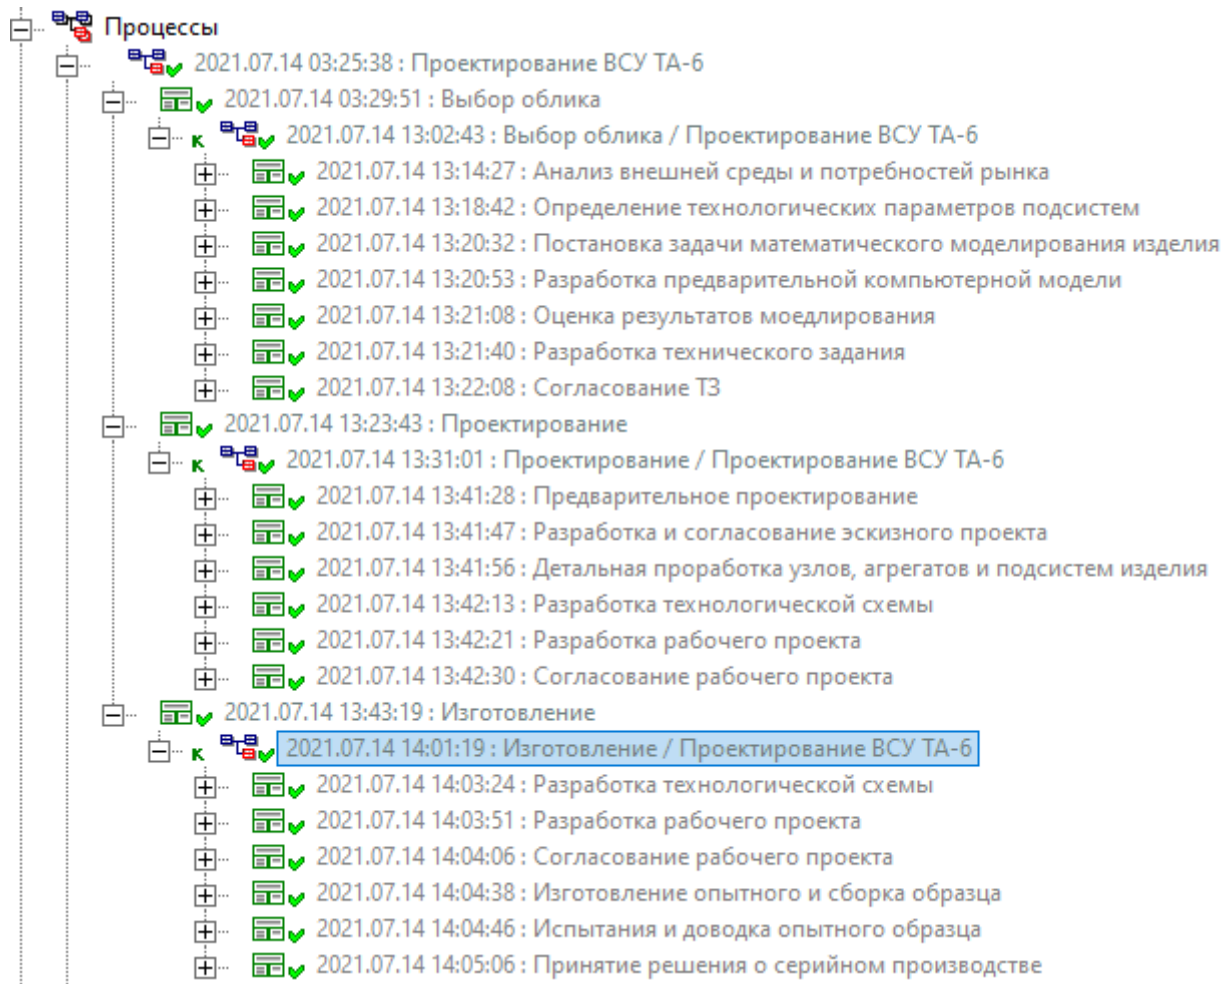 Процессы
2021.07.14 03:25:38 : Проектирование ВСУ ТА-6
2021.07.14 03:29:51 : Выбор облика
к 2021.07.14 13:02:43 : Выбор облика / Проектирование ВСУ ТА-6
2021.07.14 13:14:27 : Анализ внешней среды и потребностей рынка
2021.07.14 13:18:42 : Определение технологических параметров подсистем
2021.07.14 13:20:32 : Постановка задачи математического моделирования изделия
2021.07.14 13:20:53 : Разработка предварительной компьютерной модели
2021.07.14 13:21:08 : Оценка результатов моедлирования
2021.07.14 13:21:40 : Разработка технического задания
2021.07.14 13:22:08 : Согласование ТЗ
2021.07.14 13:23:43 : Проектирование
к 2021.07.14 13:31:01 : Проектирование / Проектирование ВСУ ТА-6
2021.07.14 13:41:28 : Предварительное проектирование
2021.07.14 13:41:47 : Разработка и согласование эскизного проекта
2021.07.14 13:41:56 : Детальная проработка узлов, агрегатов и подсистем изделия
2021.07.14 13:42:13 : Разработка технологической схемы
2021.07.14 13:42:21 : Разработка рабочего проекта
2021.07.14 13:42:30 : Согласование рабочего проекта
2021.07.14 13:43:19 : Изготовление
к 2021.07.14 14:01:19 : Изготовление / Проектирование ВСУ ТА-6
2021.07.14 14:03:24 : Разработка технологической схемы
2021.07.14 14:03:51 : Разработка рабочего проекта
2021.07.14 14:04:06 : Согласование рабочего проекта
2021.07.14 14:04:38 : Изготовление опытного и сборка образца
2021.07.14 14:04:46 : Испытания и доводка опытного образца
2021.07.14 14:05:06 : Принятие решения о серийном производстве